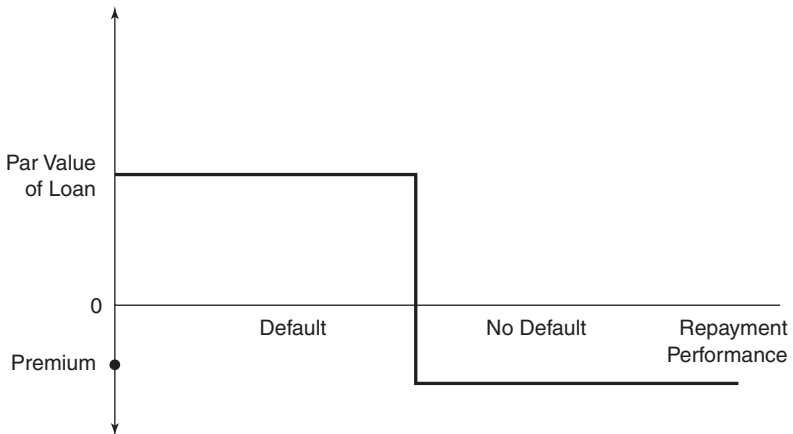 Par Value
of Loan
0
Default
No Default
Repayment
Performance
Premium